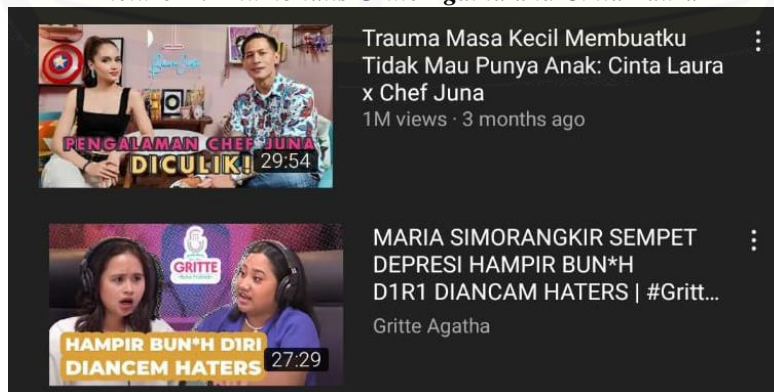 Trauma Masa Kecil Membuatku
Tidak Mau Punya Anak: Cinta Laura
x Chef Juna
1M views · 3 months ago
PENGALAMAN CHEF JUNA
DICULIK!
29:54
MARIA SIMORANGKIR SEMPET
DEPRESI HAMPIR BUN*H
D1R1 DIANCAM HATERS | #Gritt...
Gritte Agatha
GRITTE
HAMPIR BUN*H D1RI
DIANCEM HATERS
27:29